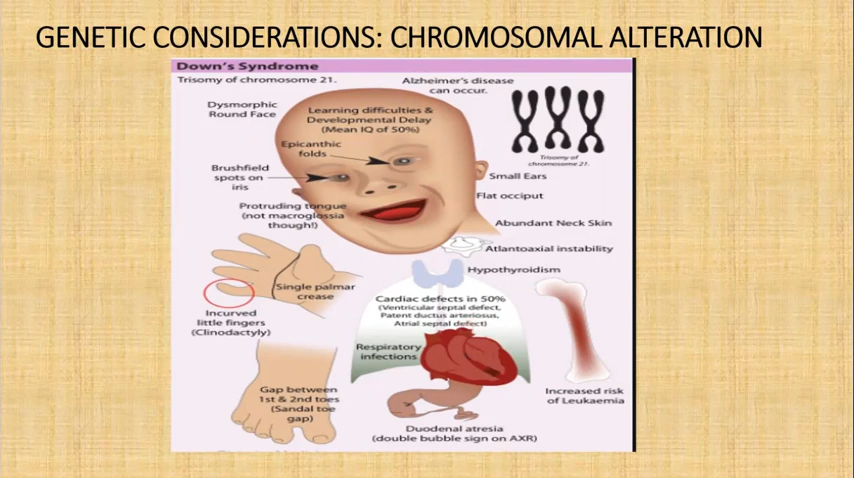 GENETIC CONSIDERATIONS: CHROMOSOMAL ALTERATION
Down's Syndrome
Trisomy of chromosome 21.
Alzheimer's disease
can occur.
Dysmorphic
Round Face
Learning difficulties &
Developmental Delay
(Mean IQ of 50%)
Trisomy of
chromosome 21.
Epicanthic
folds
Brushfield
spots on
iris
Small Ears
Flat occiput
Protruding tongue
(not macroglossia
though!)
Abundant Neck Skin
Atlantoaxial instability
Hypothyroidism
Single palmar
crease
Cardiac defects in 50%
(Ventricular septal defect,
Patent ductus arteriosus,
Atrial septal defect)
Incurved
little fingers
(Clinodactyly)
Respiratory
infections
Increased risk
of Leukaemia
Gap between
1st & 2nd toes
(Sandal toe
gap)
Duodenal atresia
(double bubble sign on AXR)